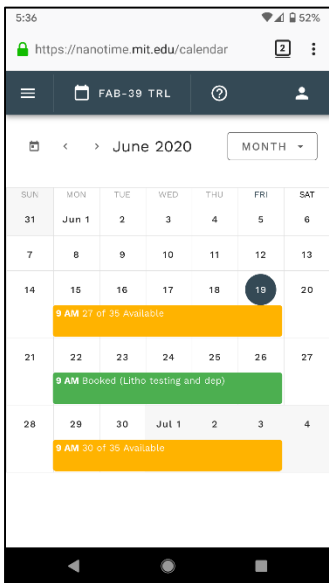 5:36 52%
https://nanotime.mit.edu/calendar 2
FAB-39 TRL
June 2020 MONTH
SUN MON TUE WED THU FRI SAT
31 Jun 1 2 3 4 5 6
7 8 9 10 11 12 13
14 15 16 17 18 19 20
9 AM 27 of 35 Available
21 22 23 24 25 26 27
9 AM Booked (Litho testing and dep)
28 29 30 Jul 1 2 3 4
9 AM 30 of 35 Available